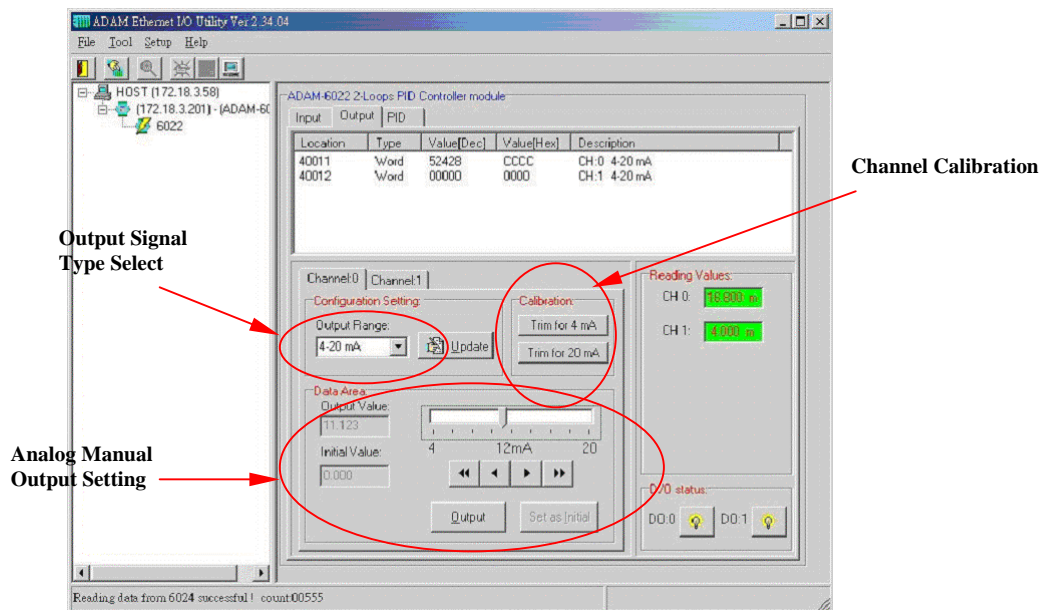 ADAM Ethernet I/O Utility Ver 2.34.04
File Tool Setup Help
HOST (172.18.3.58)
(172.18.3.201) - (ADAM-60
6022
ADAM-6022 2-Loops PID Controller module
Input Output PID
Location Type Value[Dec] Value[Hex] Description
40011 Word 52428 CCCC CH:0 4-20 mA
40012 Word 00000 0000 CH:1 4-20 mA
Channel Calibration
Output Signal
Type Select
Channel:0 Channel:1
Configuration Setting:
Output Range:
4-20 mA
Update
Calibration:
Trim for 4 mA
Trim for 20 mA
Reading Values:
CH 0: 16.800 m
CH 1: 4.000 m
Data Area:
Output Value:
11.123
4 12mA 20
Initial Value:
0.000
Output Set as Initial
Analog Manual
Output Setting
D/O status:
DO:0 DO:1
Reading data from 6024 successful ! count:00555